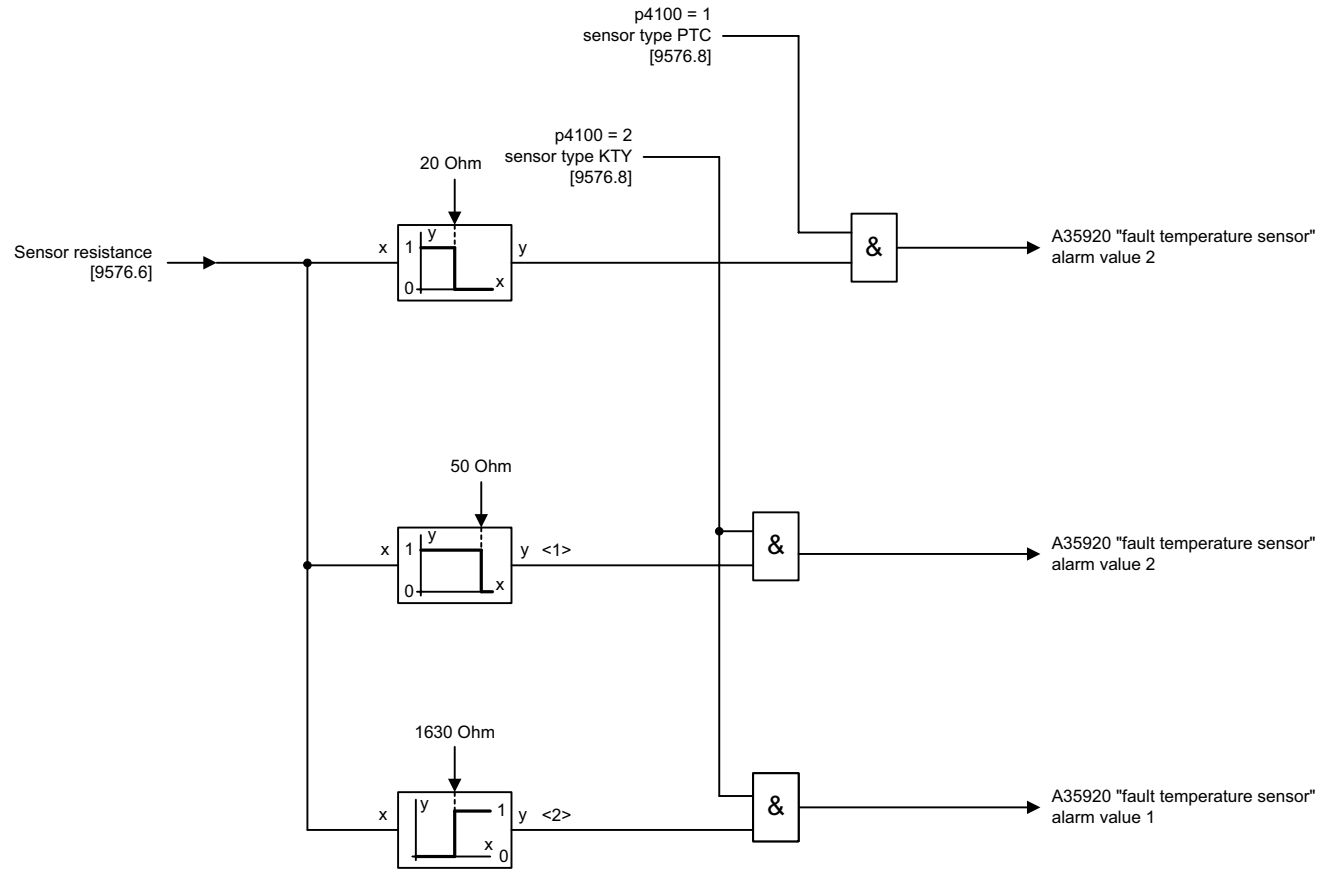 p4100 = 1
sensor type PTC
[9576.8]
p4100 = 2
sensor type KTY
[9576.8]
20 Ohm
Sensor resistance
[9576.6]
x
1
y
0
x
y
&
A35920 "fault temperature sensor"
alarm value 2
50 Ohm
x
1
y
0
x
y <1>
&
A35920 "fault temperature sensor"
alarm value 2
1630 Ohm
x
y
1
x
0
y <2>
&
A35920 "fault temperature sensor"
alarm value 1